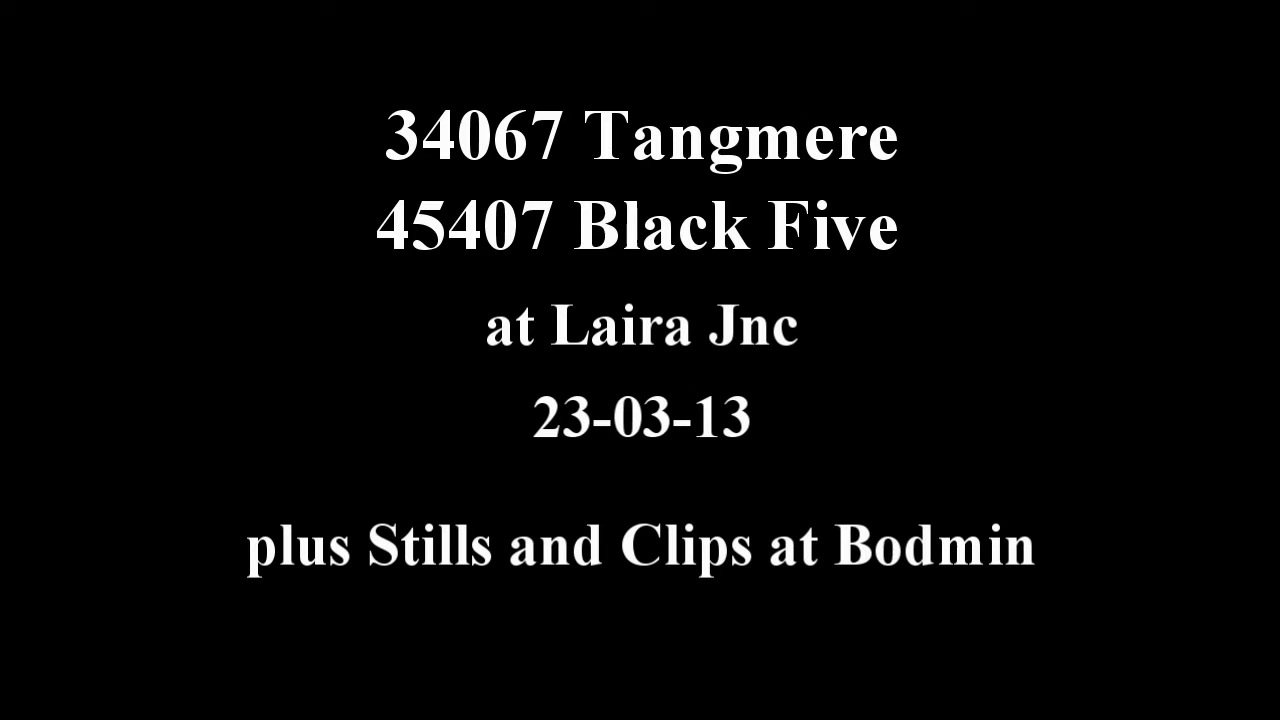 34067 Tangmere
45407 Black Five
at Laira Jnc
23-03-13
plus Stills and Clips at Bodmin